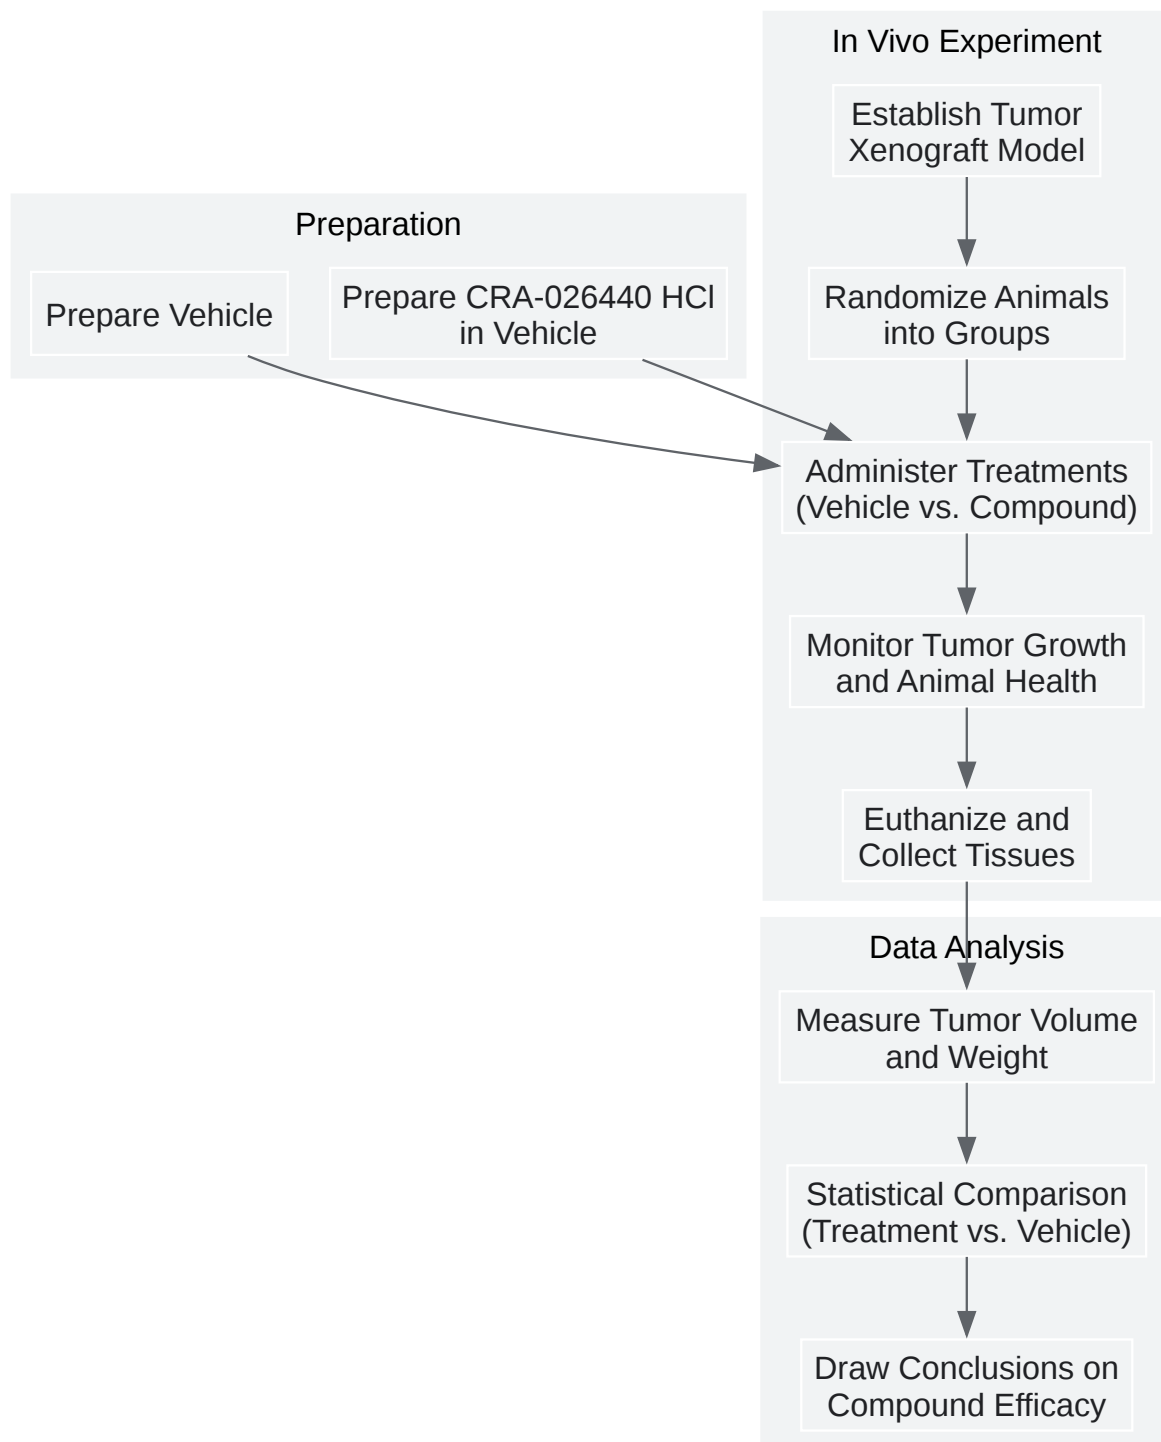 In Vivo Experiment
Establish Tumor
Xenograft Model
Preparation
Prepare Vehicle
Prepare CRA-026440 HCl
in Vehicle
Randomize Animals
into Groups
Administer Treatments
(Vehicle vs. Compound)
Monitor Tumor Growth
and Animal Health
Euthanize and
Collect Tissues
Data Analysis
Measure Tumor Volume
and Weight
Statistical Comparison
(Treatment vs. Vehicle)
Draw Conclusions on
Compound Efficacy